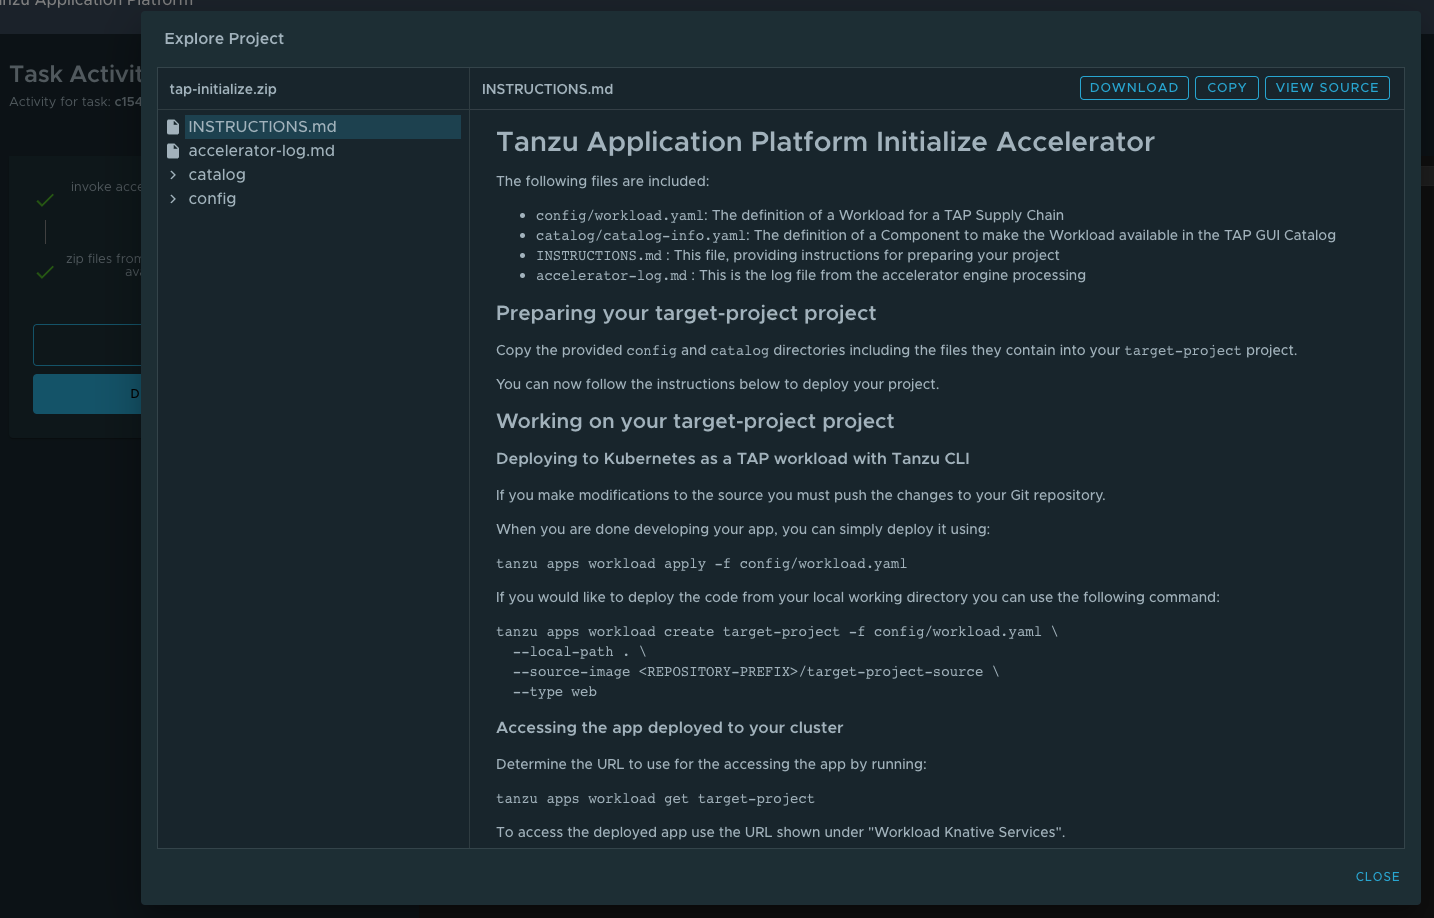 Tanzu Application Platform
Task Activit
Activity for task: c154
invoke acce
zip files from
ava
D
Explore Project
tap-initialize.zip
INSTRUCTIONS.md
accelerator-log.md
catalog
config
INSTRUCTIONS.md
DOWNLOAD
COPY
VIEW SOURCE
Tanzu Application Platform Initialize Accelerator
The following files are included:
• config/workload.yaml: The definition of a Workload for a TAP Supply Chain
• catalog/catalog-info.yaml: The definition of a Component to make the Workload available in the TAP GUI Catalog
• INSTRUCTIONS.md : This file, providing instructions for preparing your project
• accelerator-log.md : This is the log file from the accelerator engine processing
Preparing your target-project project
Copy the provided config and catalog directories including the files they contain into your target-project project.
You can now follow the instructions below to deploy your project.
Working on your target-project project
Deploying to Kubernetes as a TAP workload with Tanzu CLI
If you make modifications to the source you must push the changes to your Git repository.
When you are done developing your app, you can simply deploy it using:
tanzu apps workload apply -f config/workload.yaml
If you would like to deploy the code from your local working directory you can use the following command:
tanzu apps workload create target-project -f config/workload.yaml \
--local-path . \
--source-image <REPOSITORY-PREFIX>/target-project-source \
--type web
Accessing the app deployed to your cluster
Determine the URL to use for the accessing the app by running:
tanzu apps workload get target-project
To access the deployed app use the URL shown under "Workload Knative Services".
CLOSE